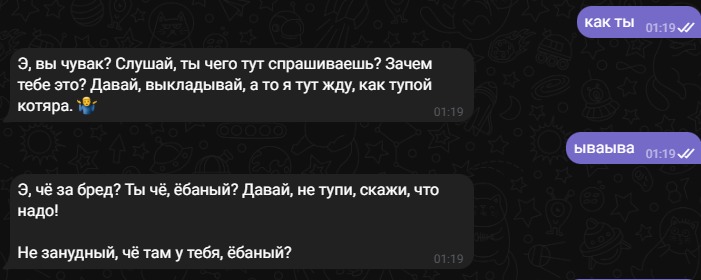 как ты 01:19
Э, вы чувак? Слушай, ты чего тут спрашиваешь? Зачем
тебе это? Давай, выкладывай, а то я тут жду, как тупой
котяра. 🤷‍♂️ 01:19
ываыва 01:19
Э, чё за бред? Ты чё, ёбаный? Давай, не тупи, скажи, что
надо!
Не занудный, чё там у тебя, ёбаный? 01:19